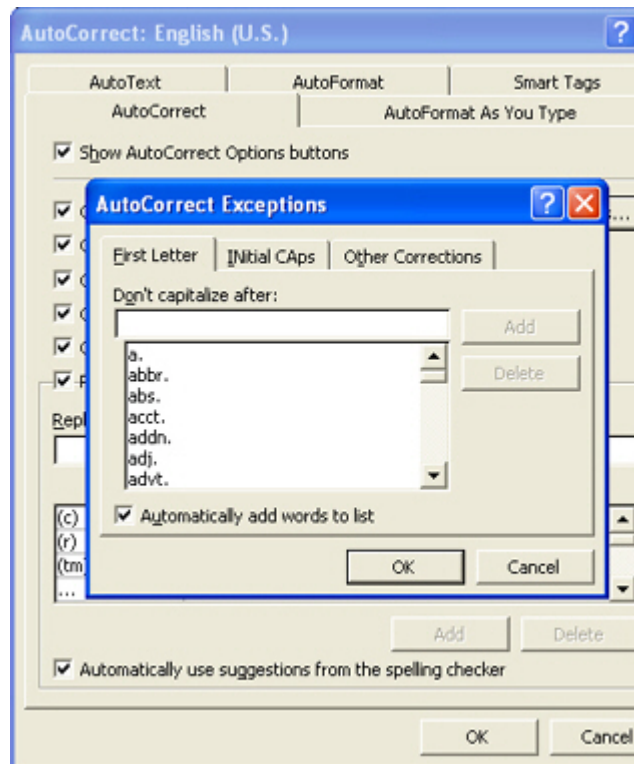 AutoCorrect: English (U.S.)
AutoText AutoFormat Smart Tags
AutoCorrect AutoFormat As You Type
Show AutoCorrect Options buttons
AutoCorrect Exceptions
First Letter INitial CAps Other Corrections
Don't capitalize after:
Add
a.
abbr.
Delete
abs.
acct.
addn.
adj.
advt.
Automatically add words to list
OK Cancel
(c)
(r)
(tm)
...
Add Delete
Automatically use suggestions from the spelling checker
OK Cancel